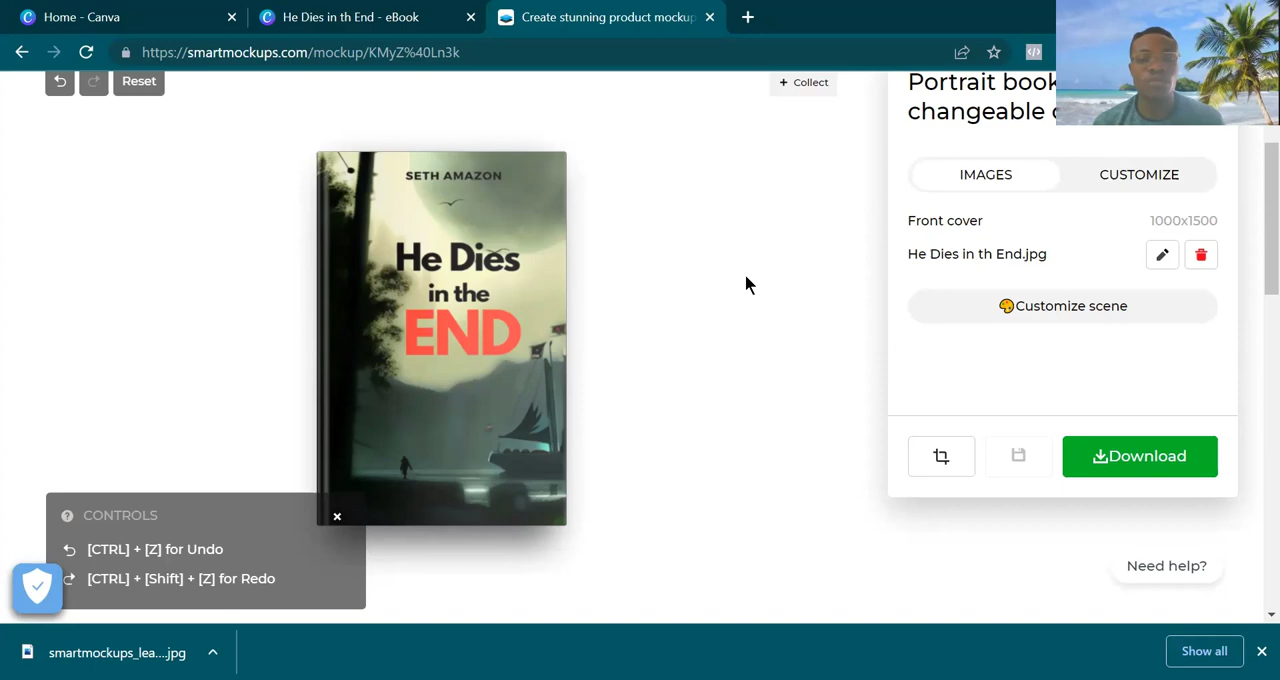 Home - Canva
He Dies in th End - eBook
Create stunning product mockup
https://smartmockups.com/mockup/KMyZ%40Ln3k
Reset
+ Collect
Portrait book
changeable
IMAGES
CUSTOMIZE
Front cover
1000x1500
He Dies in th End.jpg
Customize scene
Download
SETH AMAZON
He Dies
in the
END
CONTROLS
[CTRL] + [Z] for Undo
[CTRL] + [Shift] + [Z] for Redo
Need help?
smartmockups_lea....jpg
Show all